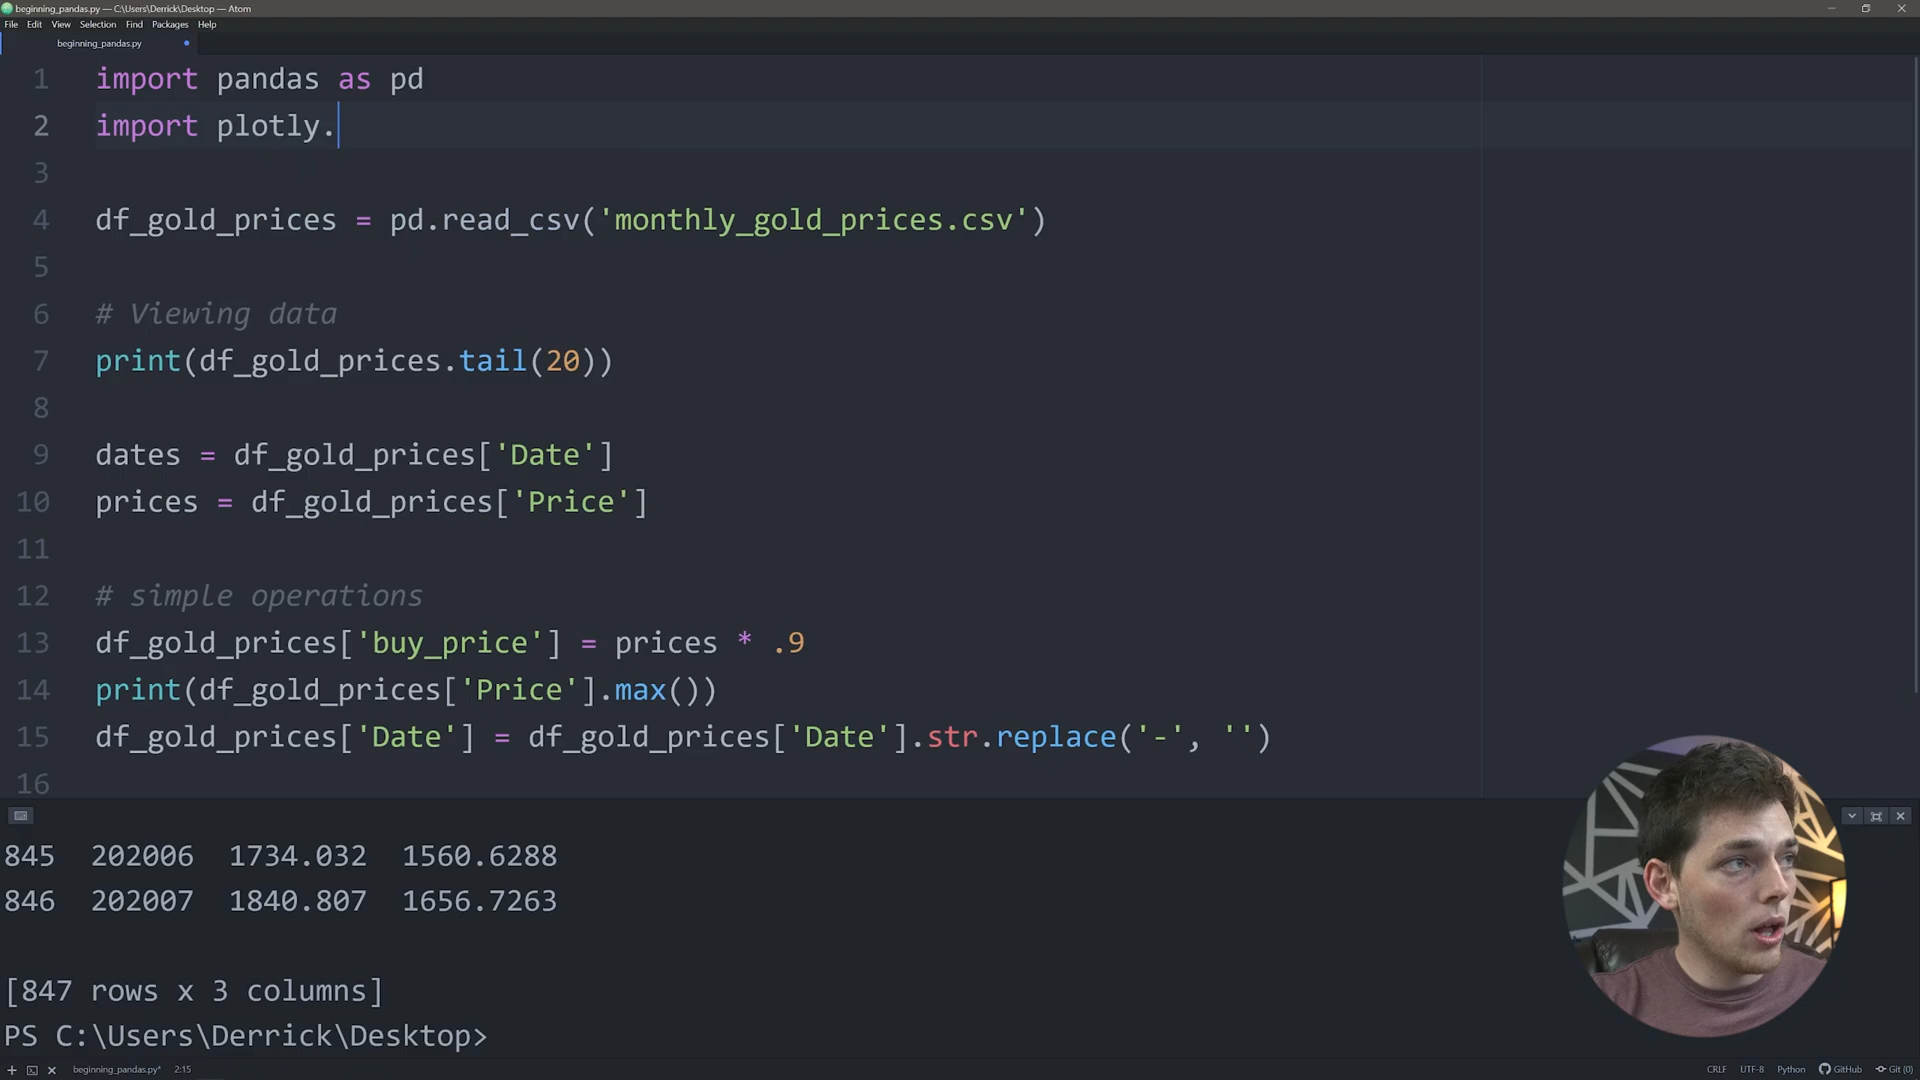 beginning_pandas.py — C:\Users\Derrick\Desktop — Atom
File Edit View Selection Find Packages Help
beginning_pandas.py
1 import pandas as pd
2 import plotly.
3
4 df_gold_prices = pd.read_csv('monthly_gold_prices.csv')
5
6 # Viewing data
7 print(df_gold_prices.tail(20))
8
9 dates = df_gold_prices['Date']
10 prices = df_gold_prices['Price']
11
12 # simple operations
13 df_gold_prices['buy_price'] = prices * .9
14 print(df_gold_prices['Price'].max())
15 df_gold_prices['Date'] = df_gold_prices['Date'].str.replace('-', '')
16
845 202006 1734.032 1560.6288
846 202007 1840.807 1656.7263
[847 rows x 3 columns]
PS C:\Users\Derrick\Desktop>
beginning_pandas.py* 2:15 CRLF UTF-8 Python GitHub Git (0)